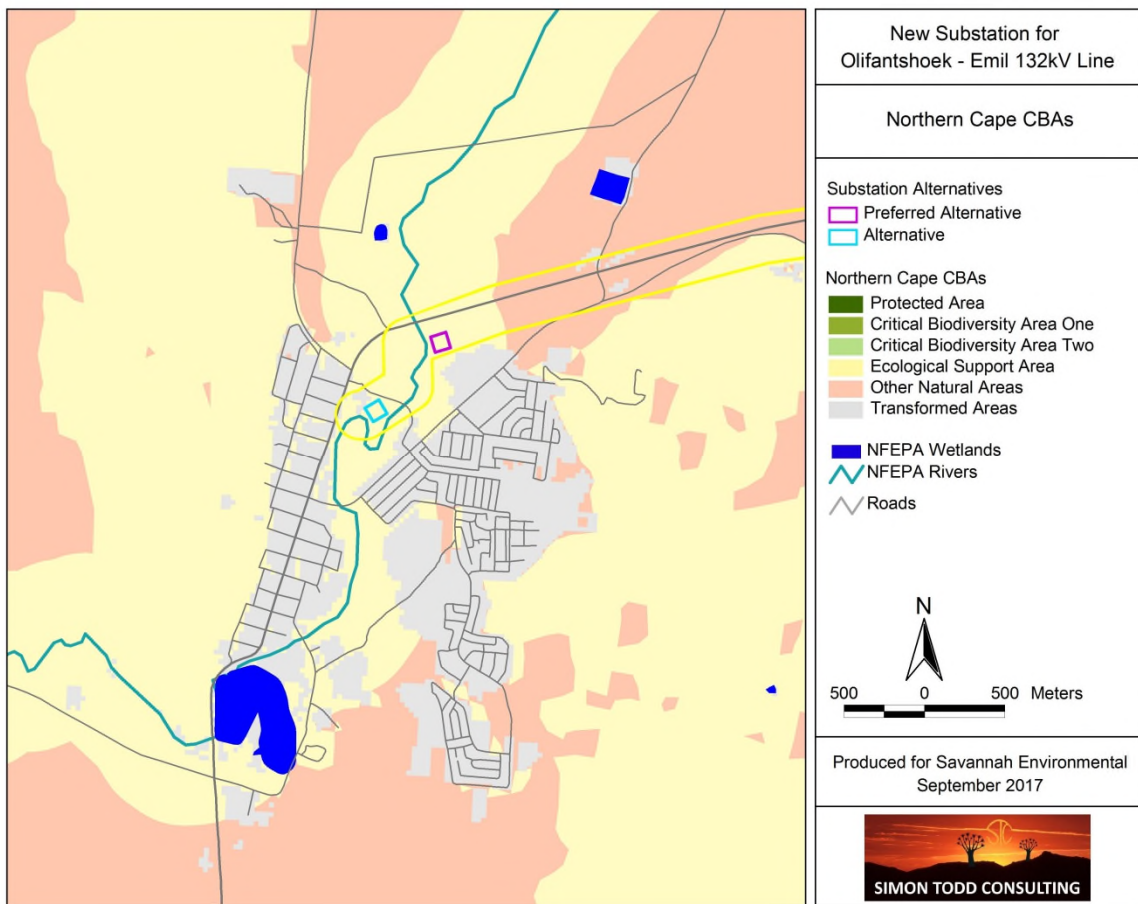 New Substation for
Olifantshoek - Emil 132kV Line
Northern Cape CBAs
Substation Alternatives
Preferred Alternative
Alternative
Northern Cape CBAs
Protected Area
Critical Biodiversity Area One
Critical Biodiversity Area Two
Ecological Support Area
Other Natural Areas
Transformed Areas
NFEPA Wetlands
NFEPA Rivers
Roads
N
500 0 500 Meters
Produced for Savannah Environmental
September 2017
STC
SIMON TODD CONSULTING